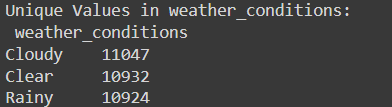 Unique Values in weather_conditions:
 weather_conditions
Cloudy    11047
Clear     10932
Rainy     10924